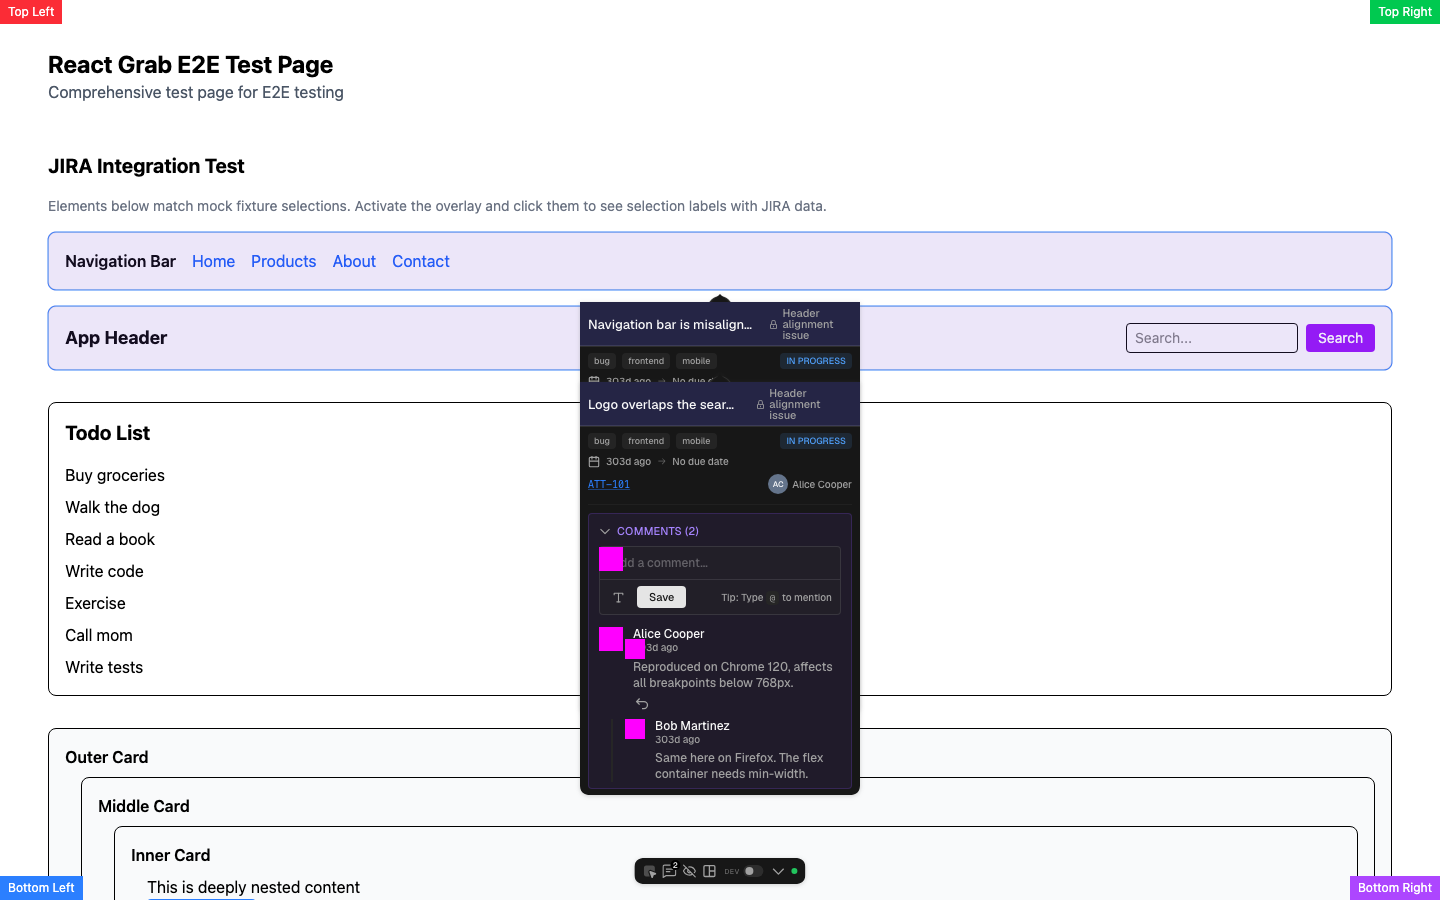 Top Left
Top Right
React Grab E2E Test Page
Comprehensive test page for E2E testing
JIRA Integration Test
Elements below match mock fixture selections. Activate the overlay and click them to see selection labels with JIRA data.
Navigation Bar Home Products About Contact
App Header
Search...
Search
Navigation bar is misalign...
Header alignment issue
bug frontend mobile IN PROGRESS
303d ago → No due
Logo overlaps the sear...
Header alignment issue
bug frontend mobile IN PROGRESS
303d ago → No due date
ATT-101
AC Alice Cooper
COMMENTS (2)
a comment...
Save
Tip: Type @ to mention
Alice Cooper
3d ago
Reproduced on Chrome 120, affects
all breakpoints below 768px.
Bob Martinez
303d ago
Same here on Firefox. The flex
container needs min-width.
Todo List
Buy groceries
Walk the dog
Read a book
Write code
Exercise
Call mom
Write tests
Outer Card
Middle Card
Inner Card
This is deeply nested content
2
DEV
Bottom Left
Bottom Right